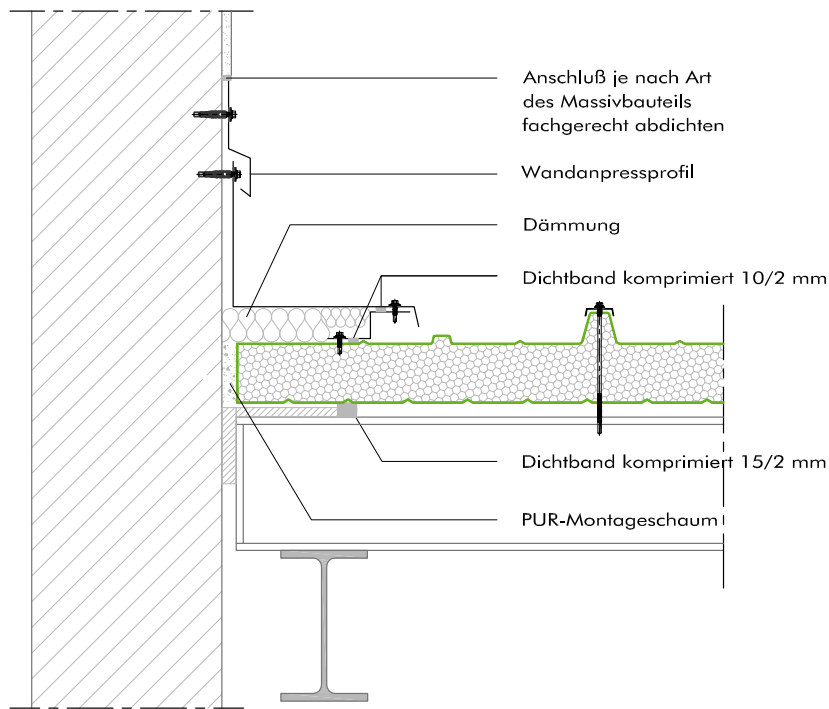 Anschluß je nach Art
des Massivbauteils
fachgerecht abdichten
Wandanpressprofil
Dämmung
Dichtband komprimiert 10/2 mm
Dichtband komprimiert 15/2 mm
PUR-Montageschaum